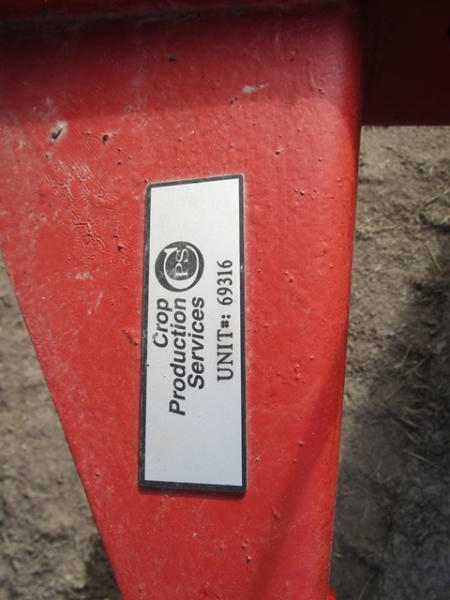 CPS
Crop
Production
Services
UNIT#: 69316